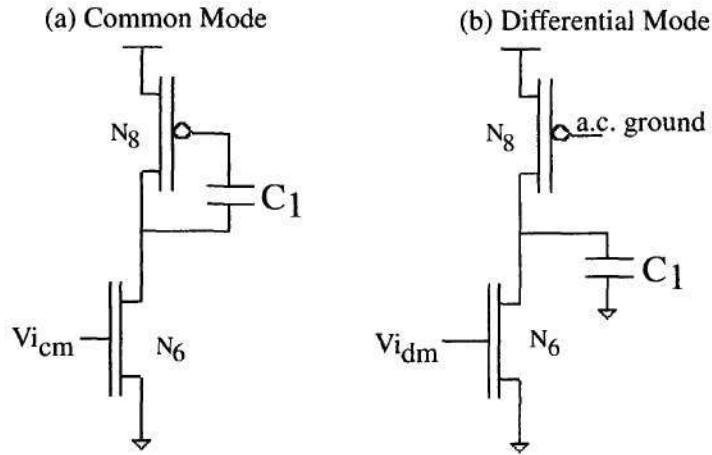 (a) Common Mode
(b) Differential Mode
N8
C1
Vicm
N6
N8
a.c. ground
C1
Vidm
N6